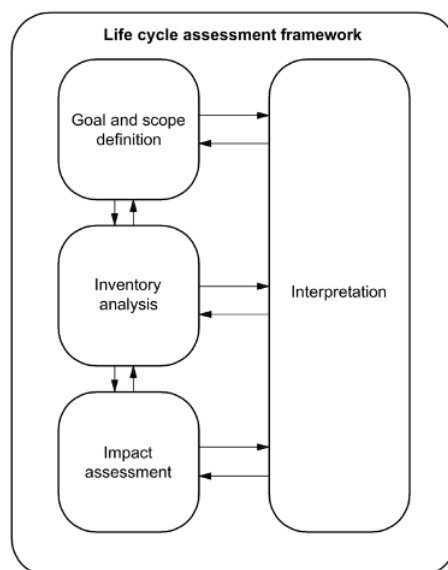 Life cycle assessment framework
Goal and scope
definition
Inventory
analysis
Interpretation
Impact
assessment